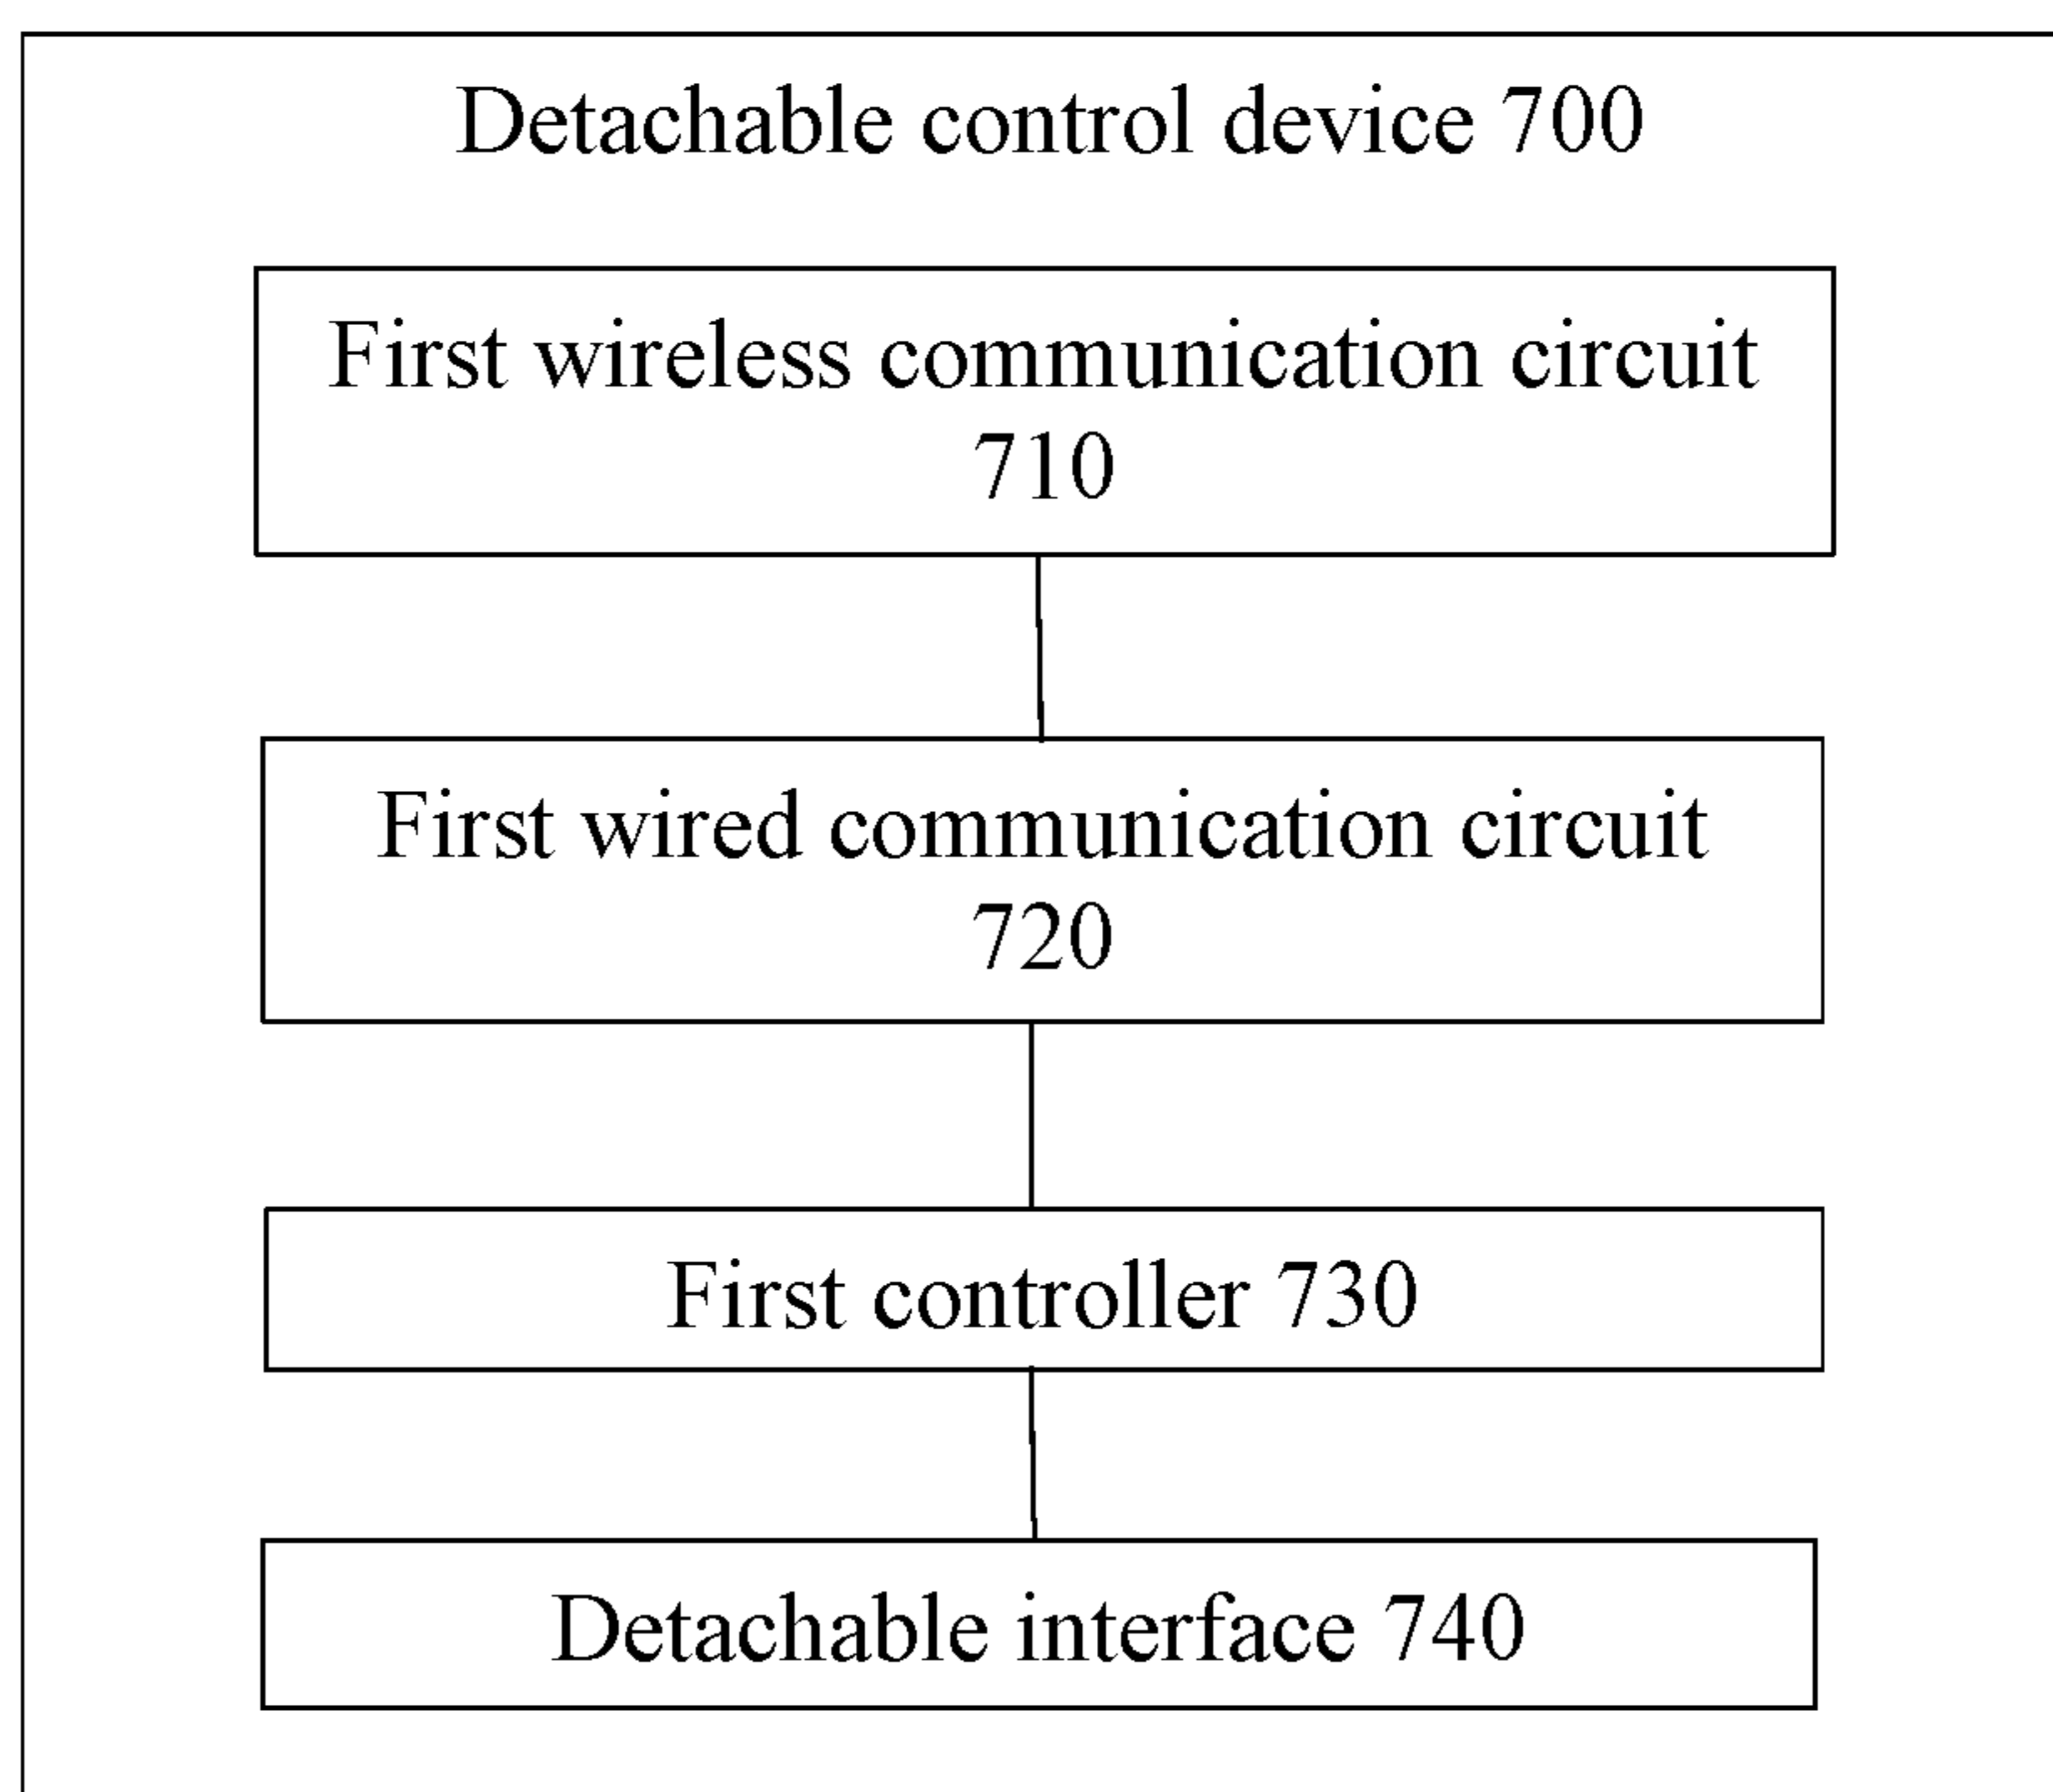 Detachable control device 700
First wireless communication circuit
710
First wired communication circuit
720
First controller 730
Detachable interface 740